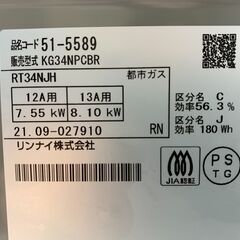 品名コード 51-5589
販売型式 KG34NPCBR
RT34NJH 都市ガス
12A用 13A用
7.55 kW 8.10 kW
区分名 C
効率56.3 %
区分名 J
効率 180 Wh
21.09-027910 RN
リンナイ株式会社
JIA認証
PS
TG